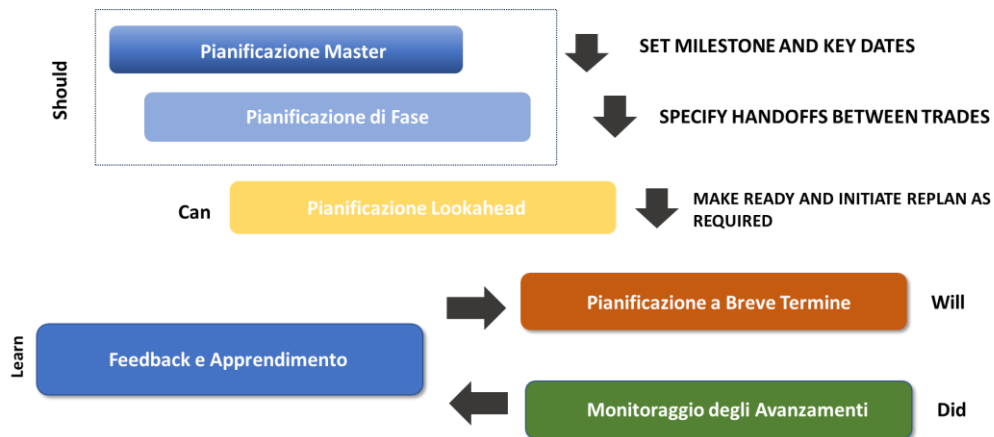 Should
Pianificazione Master
SET MILESTONE AND KEY DATES
Pianificazione di Fase
SPECIFY HANDOFFS BETWEEN TRADES
Can
Pianificazione Lookahead
MAKE READY AND INITIATE REPLAN AS
REQUIRED
Pianificazione a Breve Termine
Will
Learn
Feedback e Apprendimento
Monitoraggio degli Avanzamenti
Did